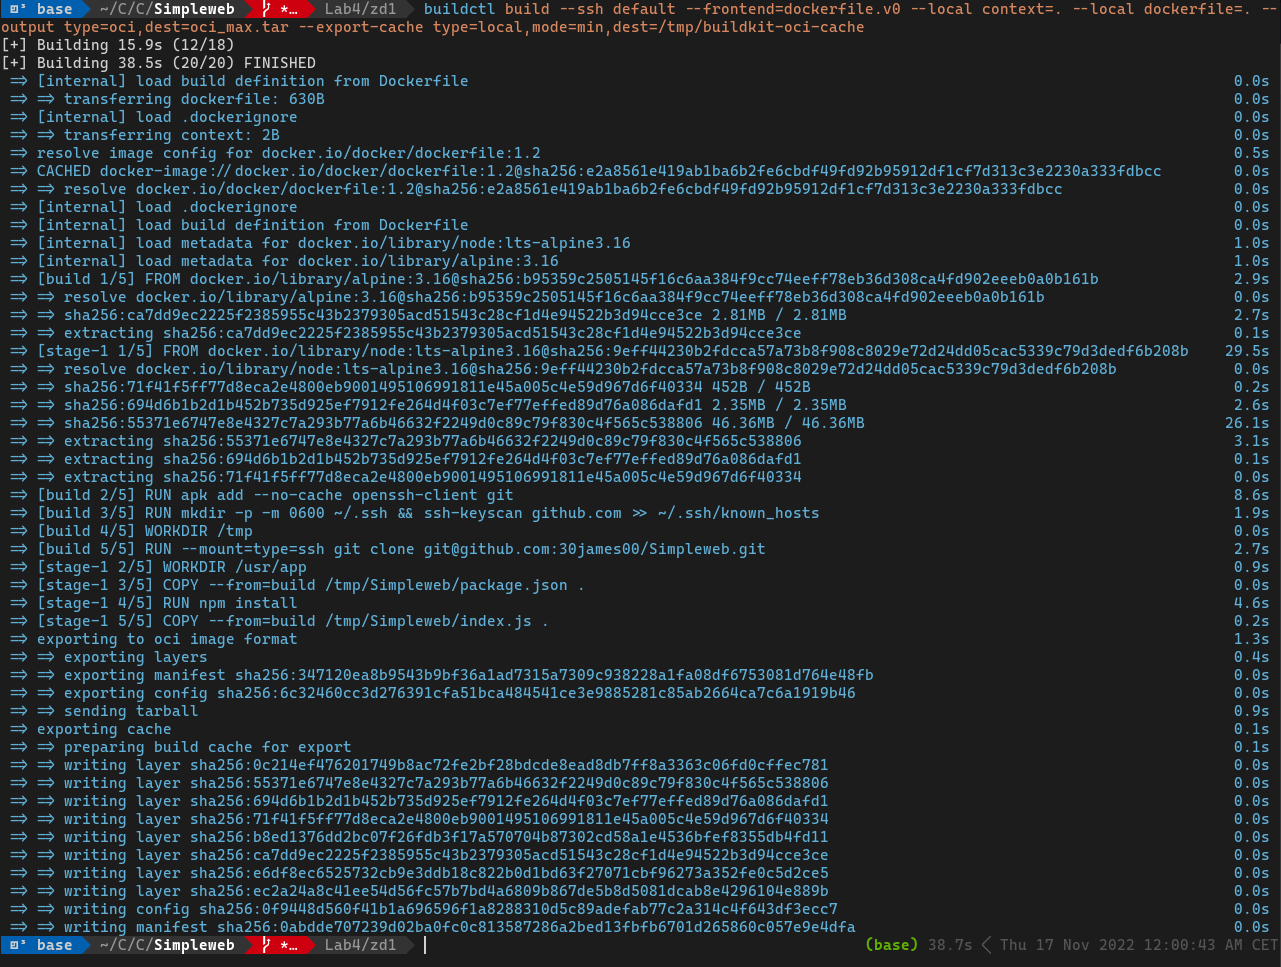 base ~/C/C/Simpleweb *… Lab4/zd1 buildctl build --ssh default --frontend=dockerfile.v0 --local context=. --local dockerfile=. --
output type=oci,dest=oci_max.tar --export-cache type=local,mode=min,dest=/tmp/buildkit-oci-cache
[+] Building 15.9s (12/18)
[+] Building 38.5s (20/20) FINISHED
=> [internal] load build definition from Dockerfile 0.0s
=> => transferring dockerfile: 630B 0.0s
=> [internal] load .dockerignore 0.0s
=> => transferring context: 2B 0.0s
=> resolve image config for docker.io/docker/dockerfile:1.2 0.5s
=> CACHED docker-image://docker.io/docker/dockerfile:1.2@sha256:e2a8561e419ab1ba6b2fe6cbdf49fd92b95912df1cf7d313c3e2230a333fdbcc 0.0s
=> => resolve docker.io/docker/dockerfile:1.2@sha256:e2a8561e419ab1ba6b2fe6cbdf49fd92b95912df1cf7d313c3e2230a333fdbcc 0.0s
=> [internal] load .dockerignore 0.0s
=> [internal] load build definition from Dockerfile 0.0s
=> [internal] load metadata for docker.io/library/node:lts-alpine3.16 1.0s
=> [internal] load metadata for docker.io/library/alpine:3.16 1.0s
=> [build 1/5] FROM docker.io/library/alpine:3.16@sha256:b95359c2505145f16c6aa384f9cc74eeff78eb36d308ca4fd902eeeb0a0b161b 2.9s
=> => resolve docker.io/library/alpine:3.16@sha256:b95359c2505145f16c6aa384f9cc74eeff78eb36d308ca4fd902eeeb0a0b161b 0.0s
=> => sha256:ca7dd9ec2225f2385955c43b2379305acd51543c28cf1d4e94522b3d94cce3ce 2.81MB / 2.81MB 2.7s
=> => extracting sha256:ca7dd9ec2225f2385955c43b2379305acd51543c28cf1d4e94522b3d94cce3ce 0.1s
=> [stage-1 1/5] FROM docker.io/library/node:lts-alpine3.16@sha256:9eff44230b2fdcca57a73b8f908c8029e72d24dd05cac5339c79d3dedf6b208b 29.5s
=> => resolve docker.io/library/node:lts-alpine3.16@sha256:9eff44230b2fdcca57a73b8f908c8029e72d24dd05cac5339c79d3dedf6b208b 0.0s
=> => sha256:71f41f5ff77d8eca2e4800eb9001495106991811e45a005c4e59d967d6f40334 452B / 452B 0.2s
=> => sha256:694d6b1b2d1b452b735d925ef7912fe264d4f03c7ef77effed89d76a086dafd1 2.35MB / 2.35MB 2.6s
=> => sha256:55371e6747e8e4327c7a293b77a6b46632f2249d0c89c79f830c4f565c538806 46.36MB / 46.36MB 26.1s
=> => extracting sha256:55371e6747e8e4327c7a293b77a6b46632f2249d0c89c79f830c4f565c538806 3.1s
=> => extracting sha256:694d6b1b2d1b452b735d925ef7912fe264d4f03c7ef77effed89d76a086dafd1 0.1s
=> => extracting sha256:71f41f5ff77d8eca2e4800eb9001495106991811e45a005c4e59d967d6f40334 0.0s
=> [build 2/5] RUN apk add --no-cache openssh-client git 8.6s
=> [build 3/5] RUN mkdir -p -m 0600 ~/.ssh && ssh-keyscan github.com >> ~/.ssh/known_hosts 1.9s
=> [build 4/5] WORKDIR /tmp 0.0s
=> [build 5/5] RUN --mount=type=ssh git clone git@github.com:30james00/Simpleweb.git 2.7s
=> [stage-1 2/5] WORKDIR /usr/app 0.9s
=> [stage-1 3/5] COPY --from=build /tmp/Simpleweb/package.json . 0.0s
=> [stage-1 4/5] RUN npm install 4.6s
=> [stage-1 5/5] COPY --from=build /tmp/Simpleweb/index.js . 0.2s
=> exporting to oci image format 1.3s
=> => exporting layers 0.4s
=> => exporting manifest sha256:347120ea8b9543b9bf36a1ad7315a7309c938228a1fa08df6753081d764e48fb 0.0s
=> => exporting config sha256:6c32460cc3d276391cfa51bca484541ce3e9885281c85ab2664ca7c6a1919b46 0.0s
=> => sending tarball 0.9s
=> exporting cache 0.1s
=> => preparing build cache for export 0.1s
=> => writing layer sha256:0c214ef476201749b8ac72fe2bf28bdcde8ead8db7ff8a3363c06fd0cffec781 0.0s
=> => writing layer sha256:55371e6747e8e4327c7a293b77a6b46632f2249d0c89c79f830c4f565c538806 0.0s
=> => writing layer sha256:694d6b1b2d1b452b735d925ef7912fe264d4f03c7ef77effed89d76a086dafd1 0.0s
=> => writing layer sha256:71f41f5ff77d8eca2e4800eb9001495106991811e45a005c4e59d967d6f40334 0.0s
=> => writing layer sha256:b8ed1376dd2bc07f26fdb3f17a570704b87302cd58a1e4536bfef8355db4fd11 0.0s
=> => writing layer sha256:ca7dd9ec2225f2385955c43b2379305acd51543c28cf1d4e94522b3d94cce3ce 0.0s
=> => writing layer sha256:e6df8ec6525732cb9e3ddb18c822b0d1bd63f27071cbf96273a352fe0c5d2ce5 0.0s
=> => writing layer sha256:ec2a24a8c41ee54d56fc57b7bd4a6809b867de5b8d5081dcab8e4296104e889b 0.0s
=> => writing config sha256:0f9448d560f41b1a696596f1a8288310d5c89adefab77c2a314c4f643df3ecc7 0.0s
=> => writing manifest sha256:0abdde707239d02ba0fc0c813587286a2bed13fbfb6701d265860c057e9e4dfa 0.0s
base ~/C/C/Simpleweb *… Lab4/zd1 (base) 38.7s < Thu 17 Nov 2022 12:00:43 AM CET